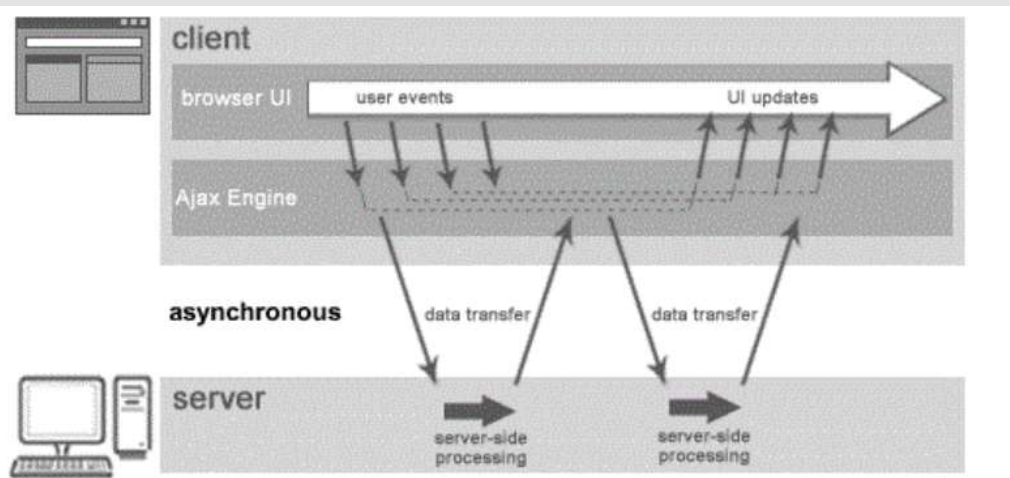 client
browser UI
user events
UI updates
Ajax Engine
asynchronous
data transfer
data transfer
server
server-side
processing
server-side
processing